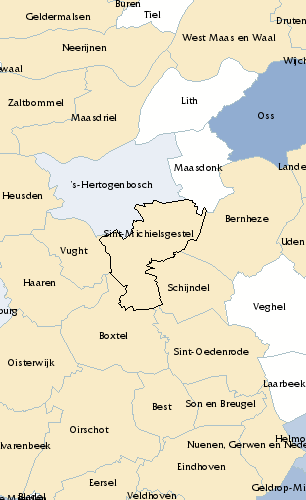 Buren
Tiel
Geldermalsen
Druten
West Maas en Waal
Neerijnen
Wijch
waal
Zaltbommel
Lith
Maasdriel
Oss
Maasdonk
Lande
's-Hertogenbosch
Heusden
Bernheze
Sint-Michielsgestel
Uden
Vught
Haaren
Schijndel
Veghel
burg
Boxtel
Sint-Oedenrode
Oisterwijk
Laarbeek
Best
Son en Breugel
Oirschot
Helmo
lvarenbeek
Nuenen, Gerwen en Nede
Eindhoven
Eersel
Geldrop-Mi
Bladel
Veldhoven